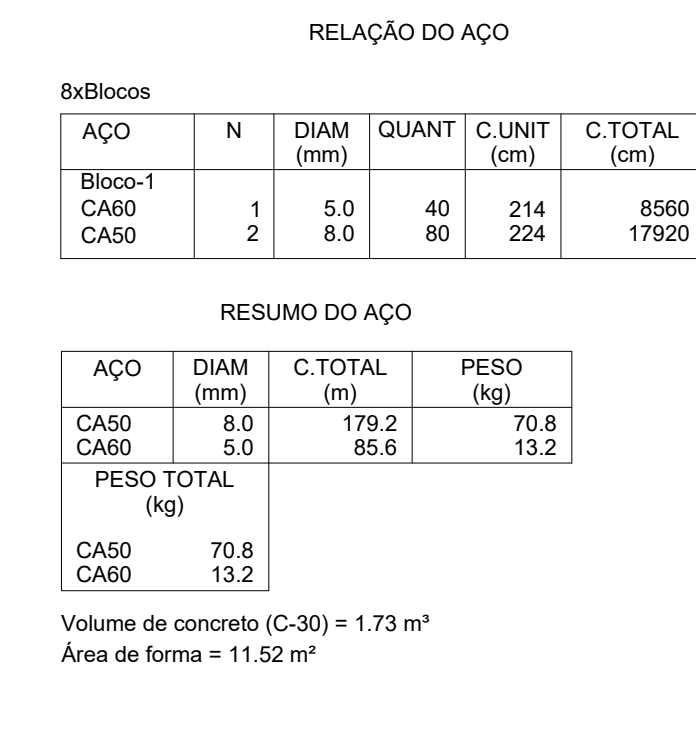 RELAÇÃO DO AÇO
8xBlocos
AÇO N DIAM QUANT C.UNIT C.TOTAL
(mm) (cm) (cm)
Bloco-1
CA60 1 5.0 40 214 8560
CA50 2 8.0 80 224 17920
RESUMO DO AÇO
AÇO DIAM C.TOTAL PESO
(mm) (m) (kg)
CA50 8.0 179.2 70.8
CA60 5.0 85.6 13.2
PESO TOTAL
(kg)
CA50 70.8
CA60 13.2
Volume de concreto (C-30) = 1.73 m³
Área de forma = 11.52 m²